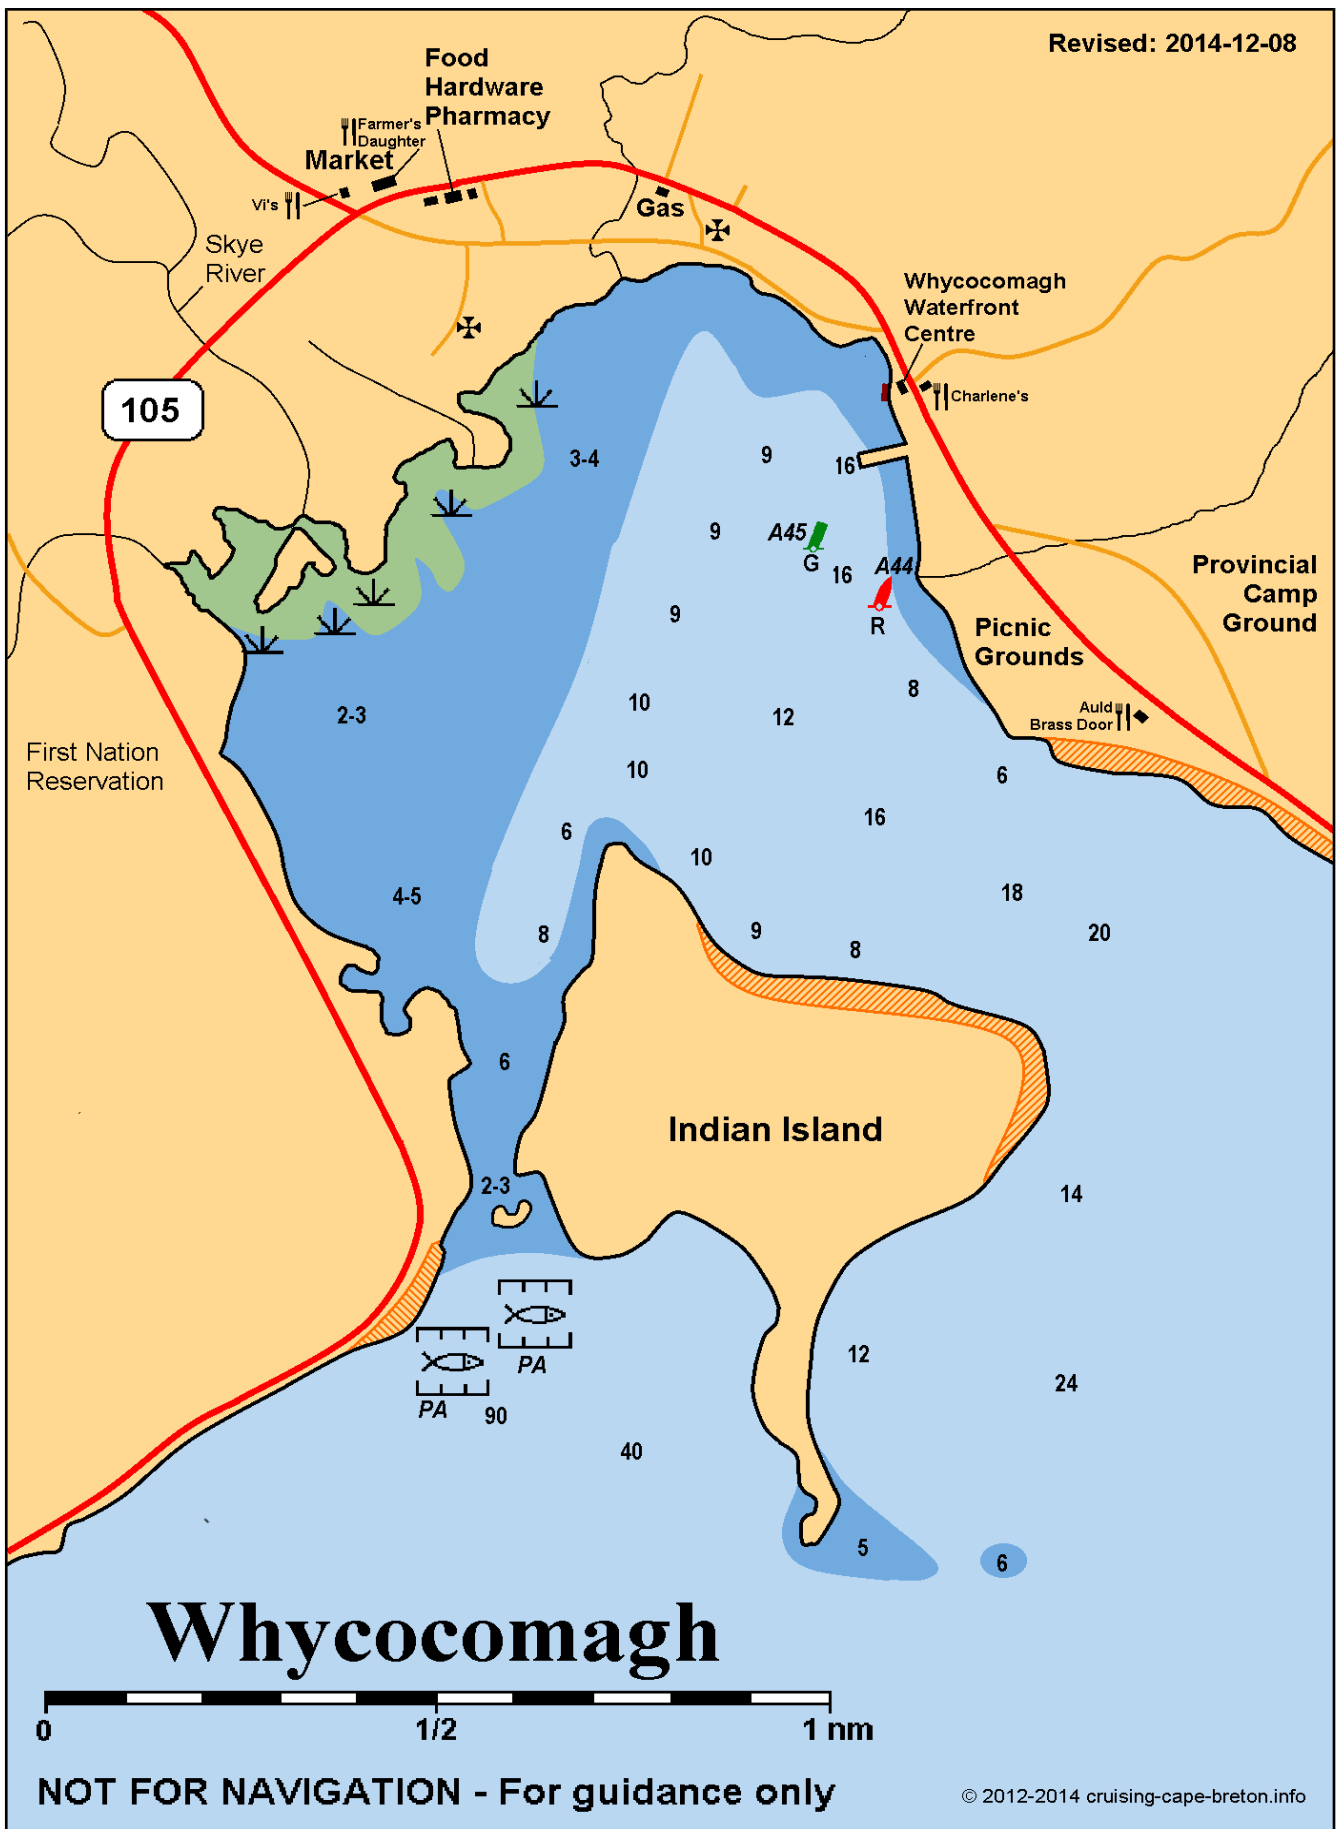 Revised: 2014-12-08
Food
Hardware
Pharmacy
Farmer's
Daughter
Market
Vi's
Gas
Skye
River
Whycocomagh
Waterfront
Centre
105
Charlene's
3-4
9
16
9
A45
G
16
A44
R
Provincial
Camp
Ground
9
Picnic
Grounds
10
8
2-3
12
Auld
Brass Door
First Nation
Reservation
10
6
6
16
10
4-5
18
8
9
8
20
6
Indian Island
2-3
14
PA
12
24
PA
90
40
5
6
Whycocomagh
0
1/2
1 nm
NOT FOR NAVIGATION - For guidance only
© 2012-2014 cruising-cape-breton.info